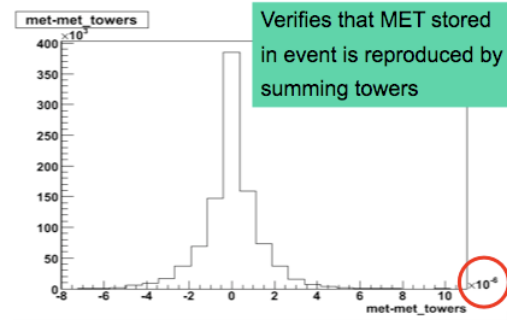 met-met_towers
Verifies that MET stored
in event is reproduced by
summing towers
×10³
400
350
300
250
200
150
100
50
0
-8 -6 -4 -2 0 2 4 6 8 10
×10⁻⁶
met-met_towers